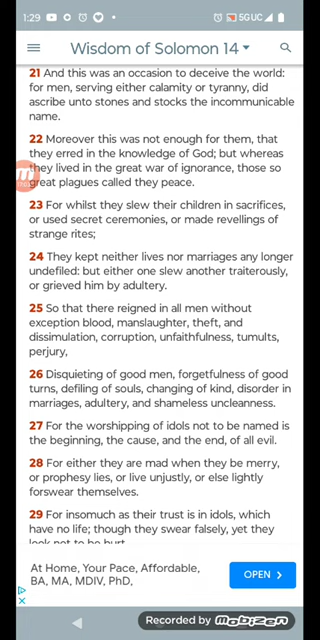 1:29
5G UC
Wisdom of Solomon 14
21 And this was an occasion to deceive the world:
for men, serving either calamity or tyranny, did
ascribe unto stones and stocks the incommunicable
name.
22 Moreover this was not enough for them, that
they erred in the knowledge of God; but whereas
they lived in the great war of ignorance, those so
great plagues called they peace.
23 For whilst they slew their children in sacrifices,
or used secret ceremonies, or made revellings of
strange rites;
24 They kept neither lives nor marriages any longer
undefiled: but either one slew another traiterously,
or grieved him by adultery.
25 So that there reigned in all men without
exception blood, manslaughter, theft, and
dissimulation, corruption, unfaithfulness, tumults,
perjury,
26 Disquieting of good men, forgetfulness of good
turns, defiling of souls, changing of kind, disorder in
marriages, adultery, and shameless uncleanness.
27 For the worshipping of idols not to be named is
the beginning, the cause, and the end, of all evil.
28 For either they are mad when they be merry,
or prophesy lies, or live unjustly, or else lightly
forswear themselves.
29 For insomuch as their trust is in idols, which
have no life; though they swear falsely, yet they
look not to be hurt.
At Home, Your Pace, Affordable,
BA, MA, MDIV, PhD,
OPEN
Recorded by Mobizen